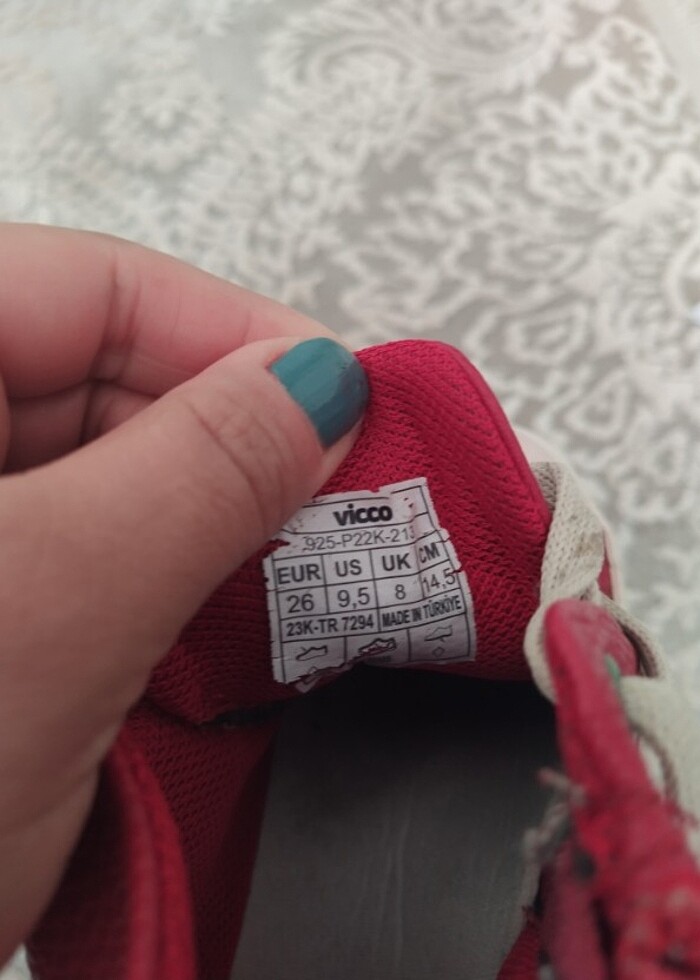 vicco
925-P22K-213
EUR US UK CM
26 9,5 8 14,5
23K-TR 7294 MADE IN TÜRKİYE